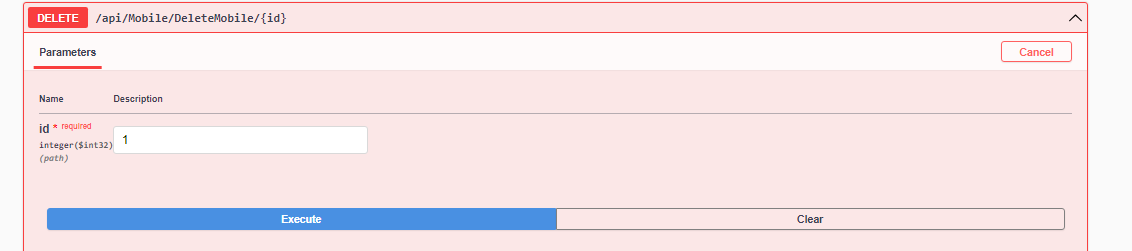 DELETE /api/Mobile/DeleteMobile/{id}
Parameters Cancel
Name Description
id * required
integer($int32)
(path)
1
Execute Clear